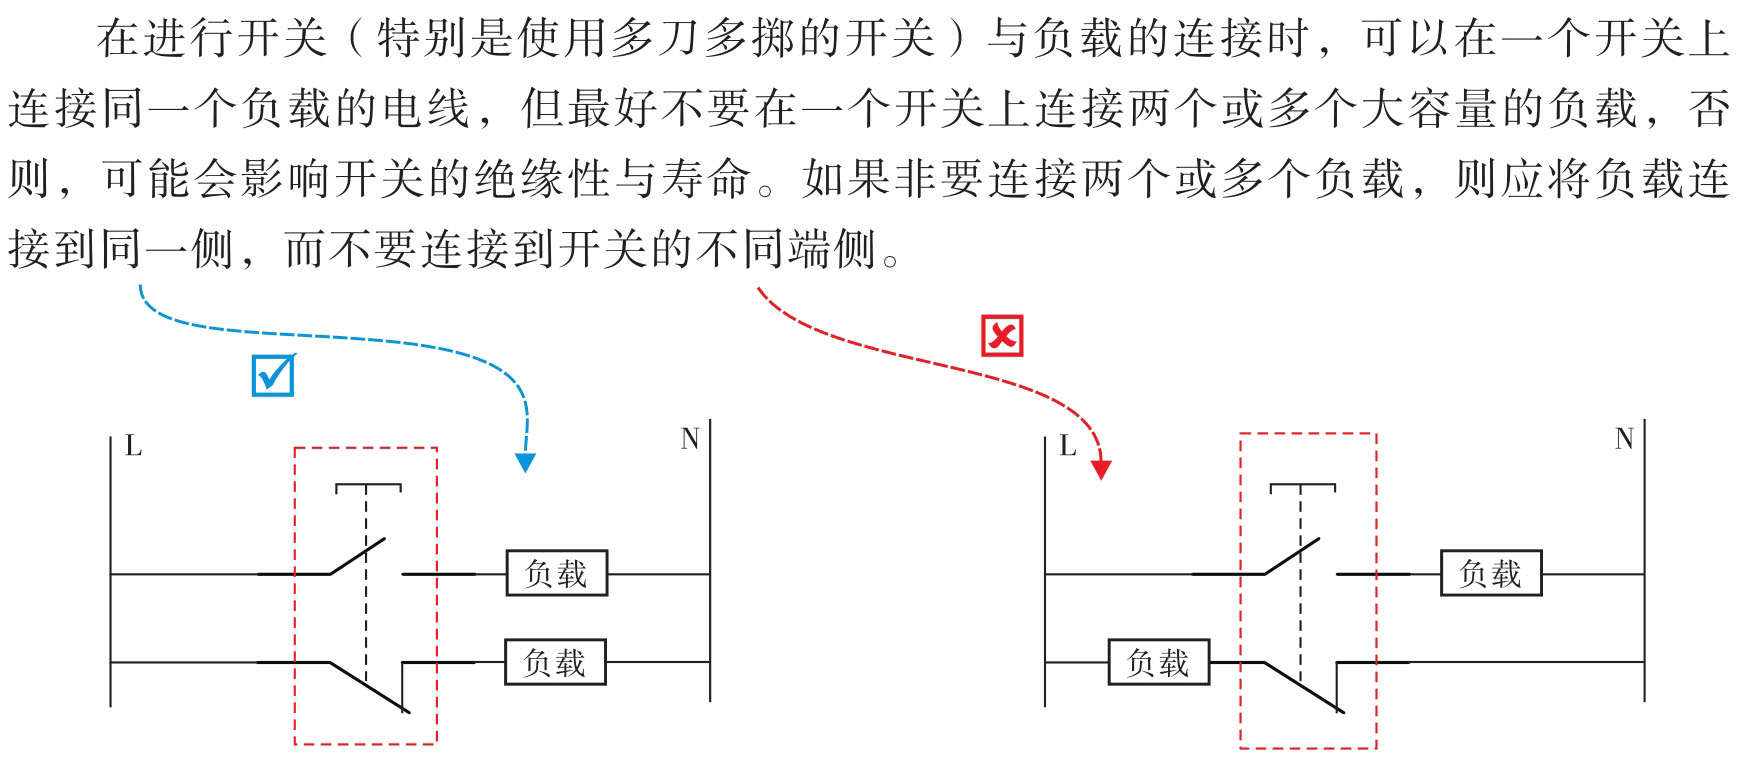 在进行开关（特别是使用多刀多掷的开关）与负载的连接时，可以在一个开关上
连接同一个负载的电线，但最好不要在一个开关上连接两个或多个大容量的负载，否
则，可能会影响开关的绝缘性与寿命。如果非要连接两个或多个负载，则应将负载连
接到同一侧，而不要连接到开关的不同端侧。
L
N
负载
负载
L
N
负载
负载